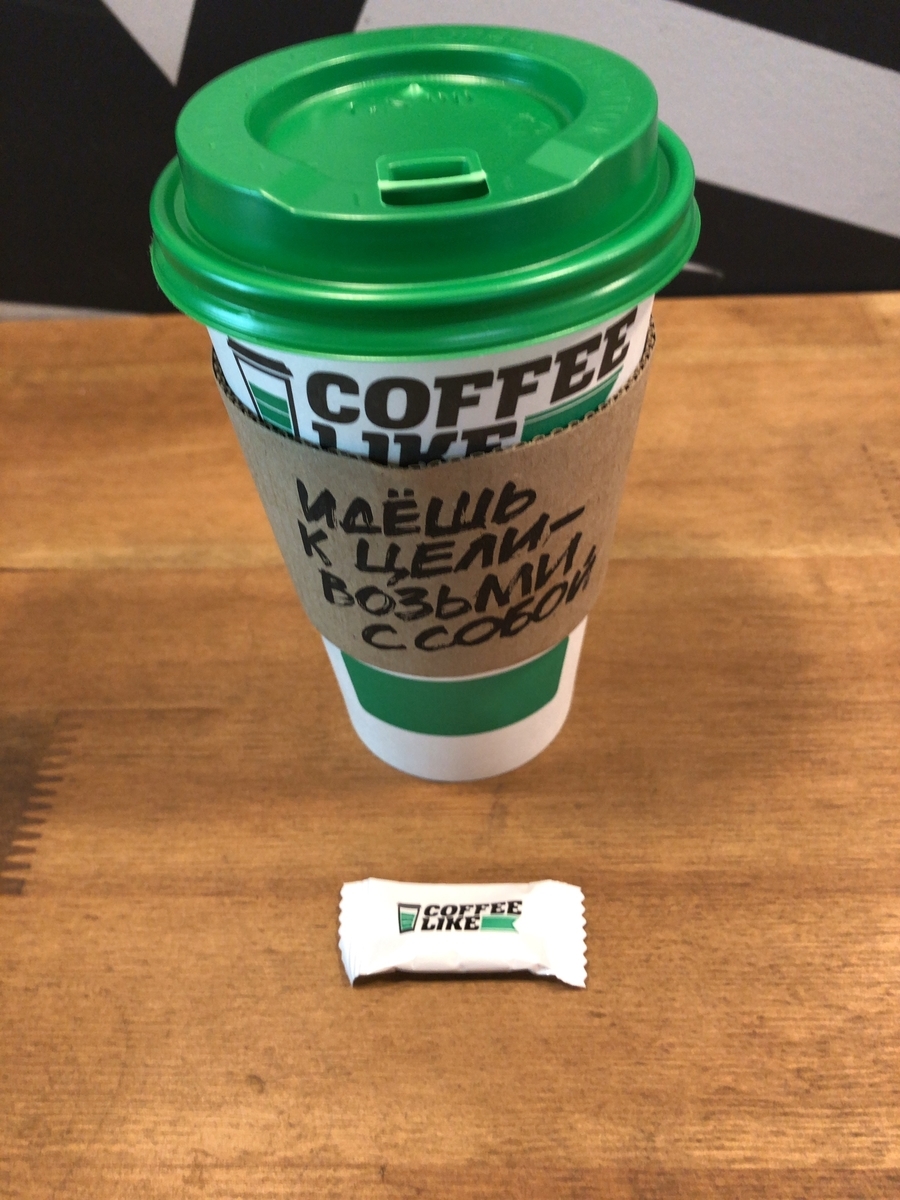 COFFEE
LIKE
ИДЁШЬ
К ЦЕЛИ-
ВОЗЬМИ
С СОБОЙ
COFFEE
LIKE